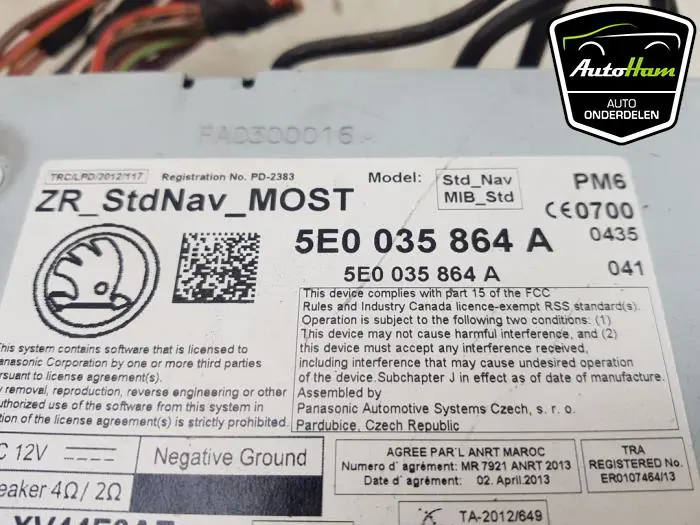 AutoHam
AUTO
ONDERDELEN
FA0300016A
TRC/LPD/2012/117
Registration No. PD-2383
Model:
Std_Nav
MIB_Std
PM6
ZR_StdNav_MOST
CE0700
5E0 035 864 A
0435
5E0 035 864 A
041
This device complies with part 15 of the FCC
Rules and Industry Canada licence-exempt RSS standard(s).
Operation is subject to the following two conditions: (1)
This device may not cause harmful interference, and (2)
this device must accept any interference received,
including interference that may cause undesired operation
of the device.Subchapter J in effect as of date of manufacture.
Assembled by
Panasonic Automotive Systems Czech, s. r. o.
Pardubice, Czech Republic
This system contains software that is licensed to
Panasonic Corporation by one or more third parties
rsuant to license agreement(s).
y removal, reproduction, reverse engineering or other
authorized use of the software from this system in
tion of the license agreement(s) is strictly prohibited.
C 12V
Negative Ground
eaker 4Ω/ 2Ω
AGREE PAR'L ANRT MAROC
Numero d'agrément: MR 7921 ANRT 2013
Date d'agrément: 02. April.2013
TRA
REGISTERED No.
ER0107464/13
TA-2012/649